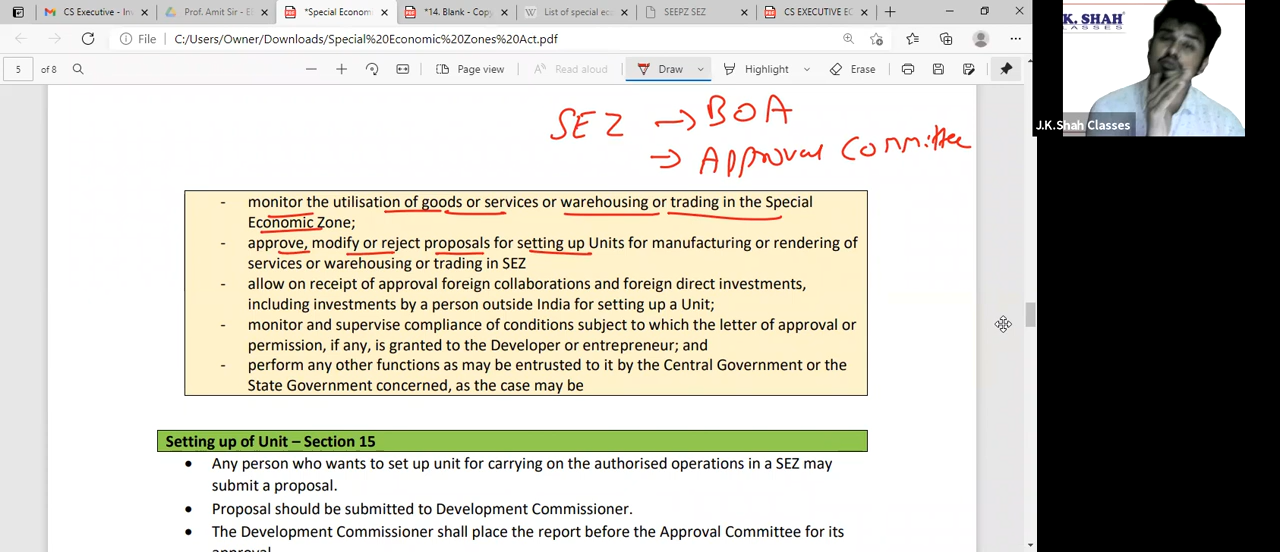 CS Executive - Inv
Prof. Amit Sir - EB
*Special Econom
*14. Blank - Copy
List of special eco
SEEPZ SEZ
CS EXECUTIVE EC
File
C:/Users/Owner/Downloads/Special%20Economic%20Zones%20Act.pdf
5 of 8
Page view
Read aloud
Draw
Highlight
Erase
K. SHAH
CLASSES
J.K.Shah Classes
SEZ → BOA
→ Approval Committee
- monitor the utilisation of goods or services or warehousing or trading in the Special
Economic Zone;
- approve, modify or reject proposals for setting up Units for manufacturing or rendering of
services or warehousing or trading in SEZ
- allow on receipt of approval foreign collaborations and foreign direct investments,
including investments by a person outside India for setting up a Unit;
- monitor and supervise compliance of conditions subject to which the letter of approval or
permission, if any, is granted to the Developer or entrepreneur; and
- perform any other functions as may be entrusted to it by the Central Government or the
State Government concerned, as the case may be
Setting up of Unit – Section 15
• Any person who wants to set up unit for carrying on the authorised operations in a SEZ may
submit a proposal.
• Proposal should be submitted to Development Commissioner.
• The Development Commissioner shall place the report before the Approval Committee for its
approval